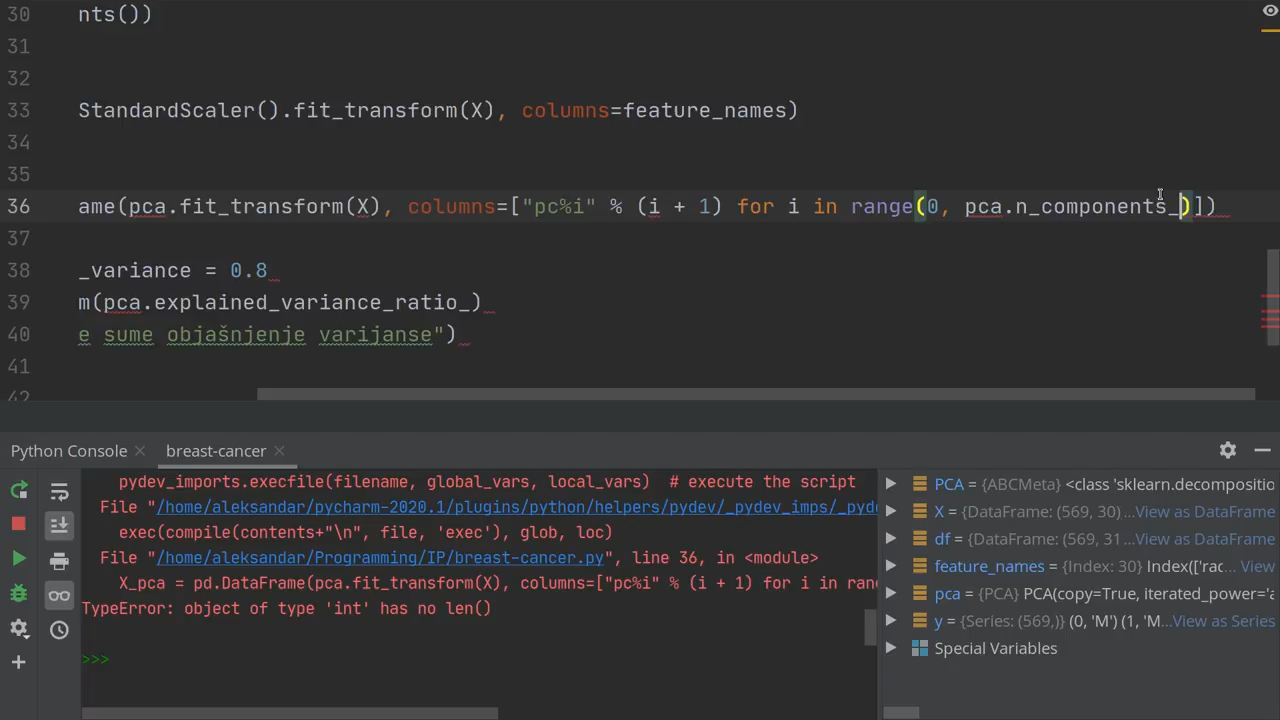 30 nts())
31
32
33 StandardScaler().fit_transform(X), columns=feature_names)
34
35
36 ame(pca.fit_transform(X), columns=["pc%i" % (i + 1) for i in range(0, pca.n_components_)])
37
38 _variance = 0.8
39 m(pca.explained_variance_ratio_)
40 e sume objašnjenje varijanse")
41
42
Python Console
breast-cancer
pydev_imports.execfile(filename, global_vars, local_vars)  # execute the script
File "/home/aleksandar/pycharm-2020.1/plugins/python/helpers/pydev/_pydev_imps/_pyd
exec(compile(contents+"\n", file, 'exec'), glob, loc)
File "/home/aleksandar/Programming/IP/breast-cancer.py", line 36, in <module>
X_pca = pd.DataFrame(pca.fit_transform(X), columns=["pc%i" % (i + 1) for i in ran
TypeError: object of type 'int' has no len()
>>>
PCA = {ABCMeta} <class 'sklearn.decompositio
X = {DataFrame: (569, 30) ...View as DataFrame
df = {DataFrame: (569, 31 ...View as DataFrame
feature_names = {Index: 30} Index(['rac... View
pca = {PCA} PCA(copy=True, iterated_power='a
y = {Series: (569,)} (0, 'M') (1, 'M ...View as Series
Special Variables